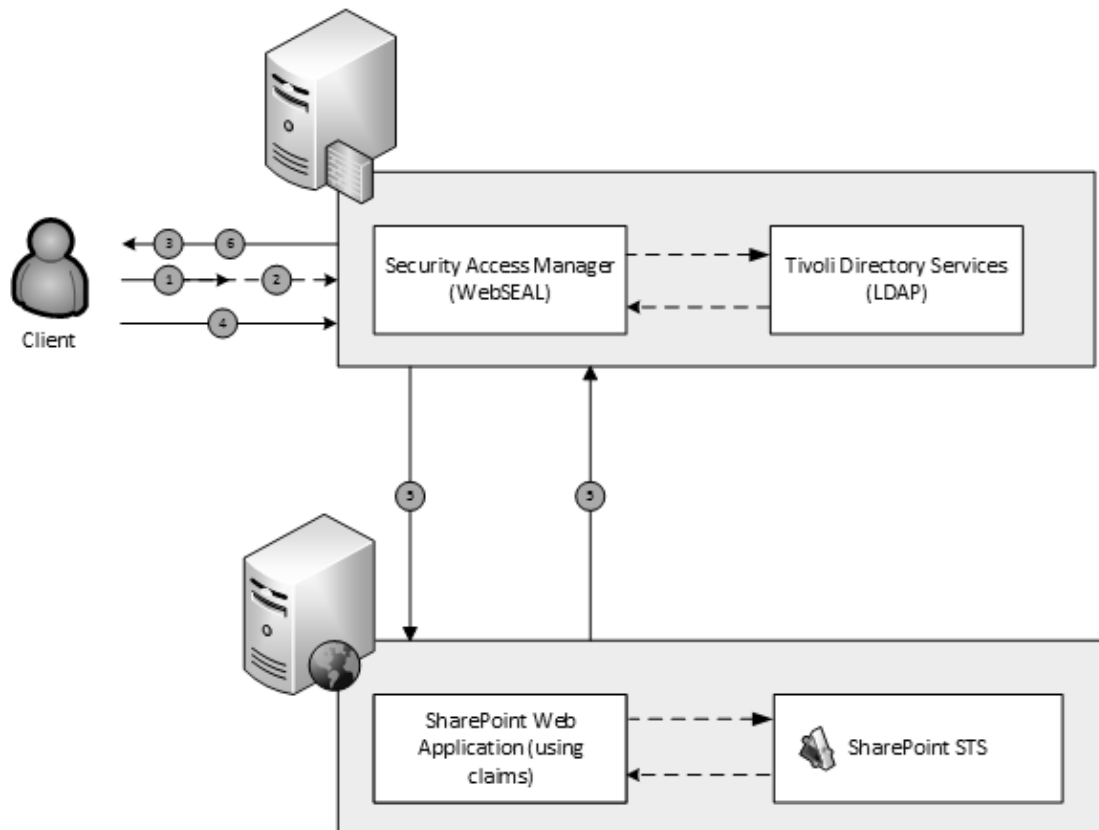 Security Access Manager
(WebSEAL)
Tivoli Directory Services
(LDAP)
3
6
1
2
4
Client
5
5
SharePoint Web
Application (using
claims)
SharePoint STS